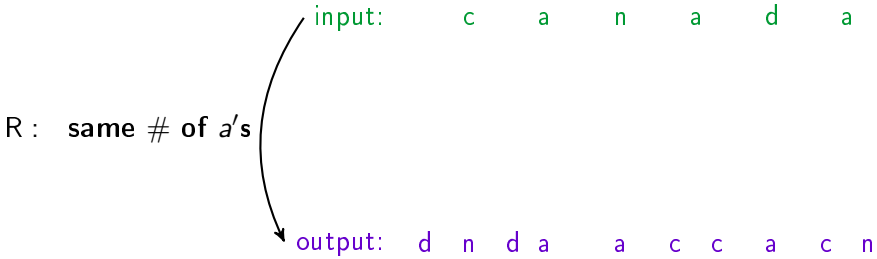 input: c a n a d a
R : same # of a's
output: d n d a a c c a c n